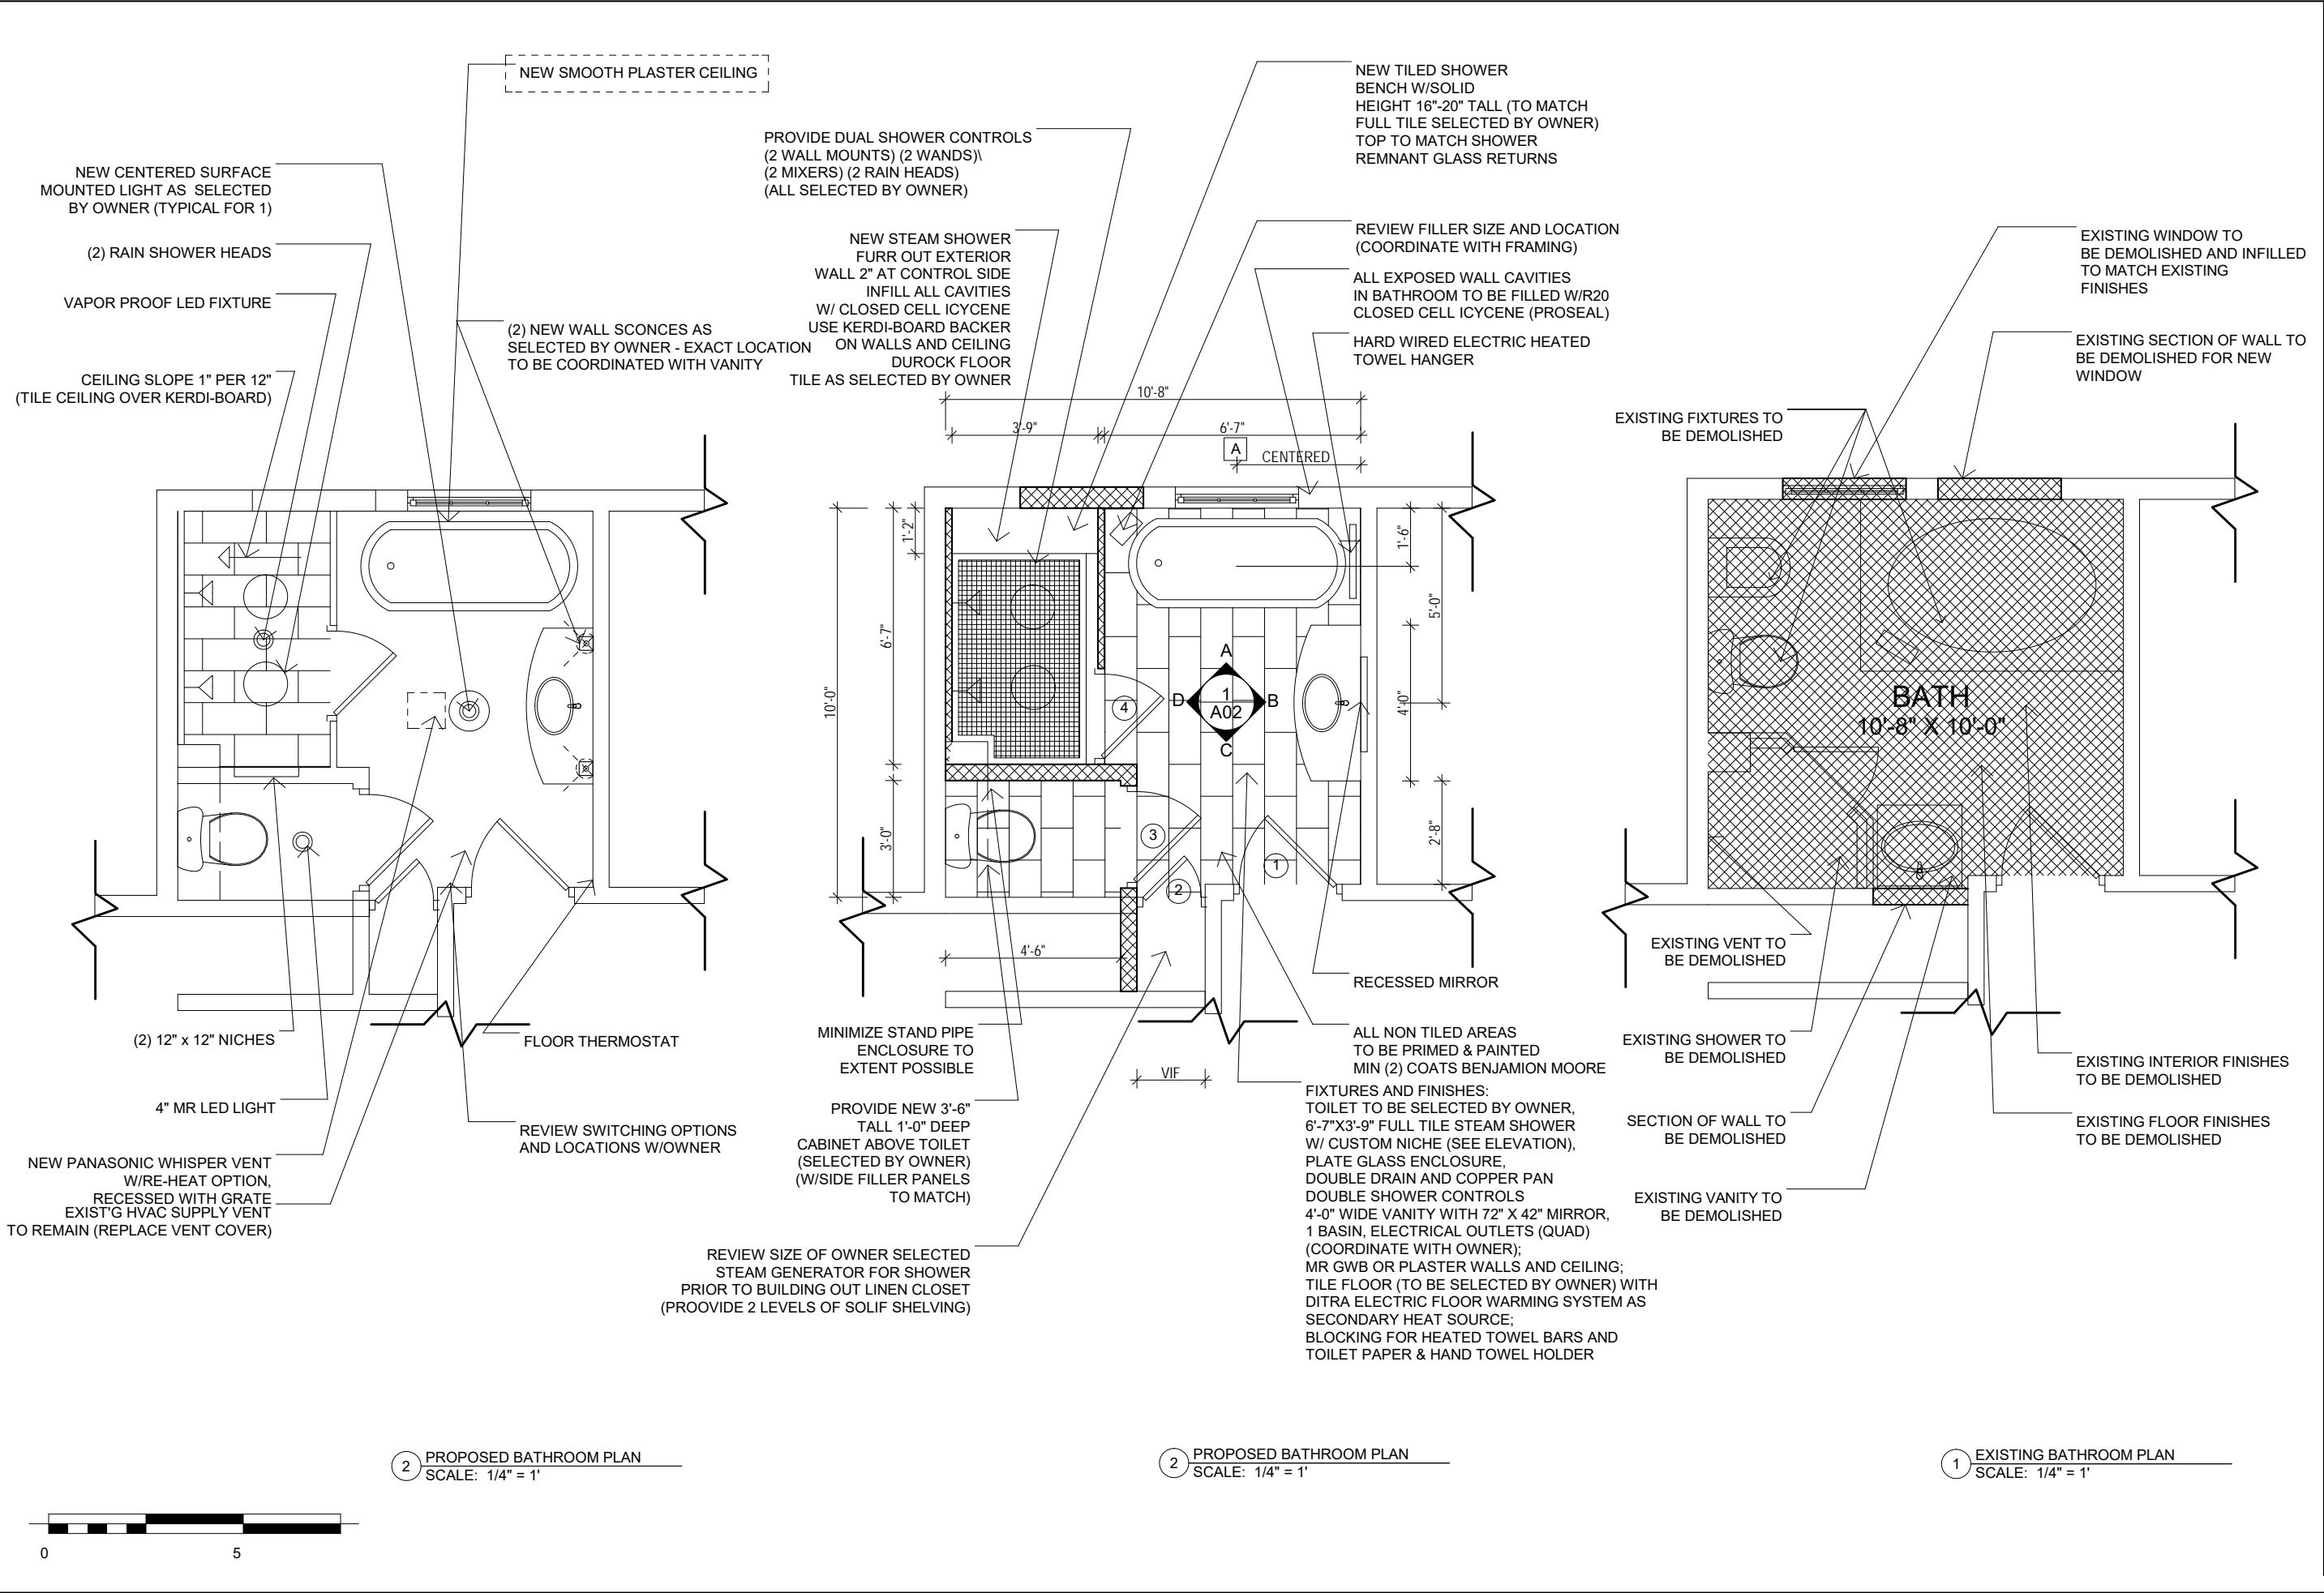 NEW SMOOTH PLASTER CEILING
NEW CENTERED SURFACE
MOUNTED LIGHT AS SELECTED
BY OWNER (TYPICAL FOR 1)
(2) RAIN SHOWER HEADS
VAPOR PROOF LED FIXTURE
CEILING SLOPE 1" PER 12"
(TILE CEILING OVER KERDI-BOARD)
(2) NEW WALL SCONCES AS
SELECTED BY OWNER - EXACT LOCATION
TO BE COORDINATED WITH VANITY
(2) 12" x 12" NICHES
4" MR LED LIGHT
NEW PANASONIC WHISPER VENT
W/RE-HEAT OPTION,
RECESSED WITH GRATE
EXIST'G HVAC SUPPLY VENT
TO REMAIN (REPLACE VENT COVER)
FLOOR THERMOSTAT
REVIEW SWITCHING OPTIONS
AND LOCATIONS W/OWNER
2
PROPOSED BATHROOM PLAN
SCALE: 1/4" = 1'
0
5
PROVIDE DUAL SHOWER CONTROLS
(2 WALL MOUNTS) (2 WANDS)\
(2 MIXERS) (2 RAIN HEADS)
(ALL SELECTED BY OWNER)
NEW STEAM SHOWER
FURR OUT EXTERIOR
WALL 2" AT CONTROL SIDE
INFILL ALL CAVITIES
W/ CLOSED CELL ICYCENE
USE KERDI-BOARD BACKER
ON WALLS AND CEILING
DUROCK FLOOR
TILE AS SELECTED BY OWNER
NEW TILED SHOWER
BENCH W/SOLID
HEIGHT 16"-20" TALL (TO MATCH
FULL TILE SELECTED BY OWNER)
TOP TO MATCH SHOWER
REMNANT GLASS RETURNS
REVIEW FILLER SIZE AND LOCATION
(COORDINATE WITH FRAMING)
ALL EXPOSED WALL CAVITIES
IN BATHROOM TO BE FILLED W/R20
CLOSED CELL ICYCENE (PROSEAL)
HARD WIRED ELECTRIC HEATED
TOWEL HANGER
10'-8"
3'-9"
6'-7"
A
CENTERED
1'-2"
6'-7"
10'-0"
3'-0"
1'-6"
5'-0"
4'-0"
2'-8"
A
D
1
A02
B
C
4
3
2
1
4'-6"
VIF
RECESSED MIRROR
MINIMIZE STAND PIPE
ENCLOSURE TO
EXTENT POSSIBLE
PROVIDE NEW 3'-6"
TALL 1'-0" DEEP
CABINET ABOVE TOILET
(SELECTED BY OWNER)
(W/SIDE FILLER PANELS
TO MATCH)
REVIEW SIZE OF OWNER SELECTED
STEAM GENERATOR FOR SHOWER
PRIOR TO BUILDING OUT LINEN CLOSET
(PROOVIDE 2 LEVELS OF SOLIF SHELVING)
ALL NON TILED AREAS
TO BE PRIMED & PAINTED
MIN (2) COATS BENJAMION MOORE
FIXTURES AND FINISHES:
TOILET TO BE SELECTED BY OWNER,
6'-7"X3'-9" FULL TILE STEAM SHOWER
W/ CUSTOM NICHE (SEE ELEVATION),
PLATE GLASS ENCLOSURE,
DOUBLE DRAIN AND COPPER PAN
DOUBLE SHOWER CONTROLS
4'-0" WIDE VANITY WITH 72" X 42" MIRROR,
1 BASIN, ELECTRICAL OUTLETS (QUAD)
(COORDINATE WITH OWNER);
MR GWB OR PLASTER WALLS AND CEILING;
TILE FLOOR (TO BE SELECTED BY OWNER) WITH
DITRA ELECTRIC FLOOR WARMING SYSTEM AS
SECONDARY HEAT SOURCE;
BLOCKING FOR HEATED TOWEL BARS AND
TOILET PAPER & HAND TOWEL HOLDER
2
PROPOSED BATHROOM PLAN
SCALE: 1/4" = 1'
EXISTING WINDOW TO
BE DEMOLISHED AND INFILLED
TO MATCH EXISTING
FINISHES
EXISTING SECTION OF WALL TO
BE DEMOLISHED FOR NEW
WINDOW
EXISTING FIXTURES TO
BE DEMOLISHED
BATH
10'-8" X 10'-0"
EXISTING VENT TO
BE DEMOLISHED
EXISTING SHOWER TO
BE DEMOLISHED
SECTION OF WALL TO
BE DEMOLISHED
EXISTING VANITY TO
BE DEMOLISHED
EXISTING INTERIOR FINISHES
TO BE DEMOLISHED
EXISTING FLOOR FINISHES
TO BE DEMOLISHED
1
EXISTING BATHROOM PLAN
SCALE: 1/4" = 1'